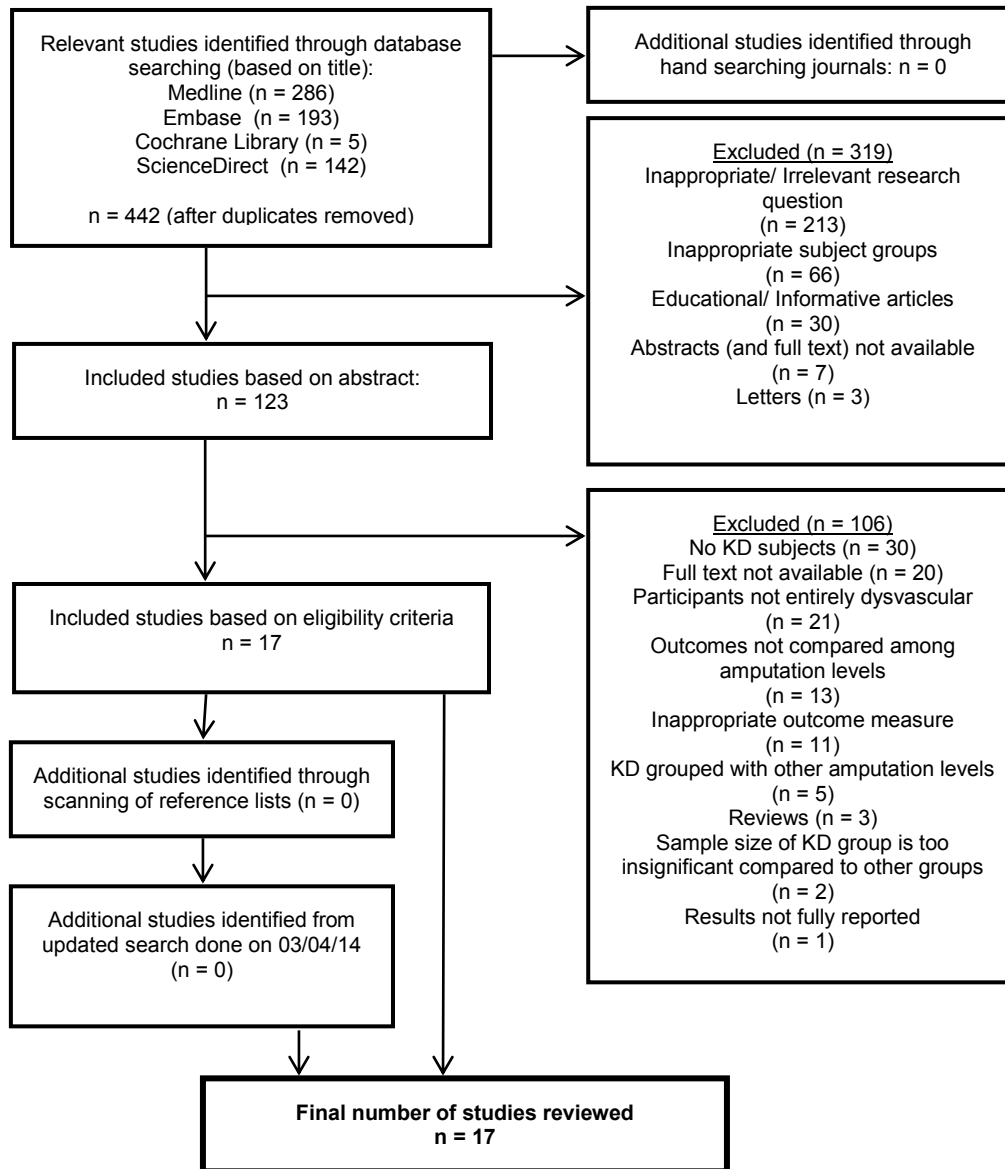 Relevant studies identified through database
searching (based on title):
Medline (n = 286)
Embase (n = 193)
Cochrane Library (n = 5)
ScienceDirect (n = 142)
n = 442 (after duplicates removed)
Additional studies identified through
hand searching journals: n = 0
Excluded (n = 319)
Inappropriate/ Irrelevant research
question
(n = 213)
Inappropriate subject groups
(n = 66)
Educational/ Informative articles
(n = 30)
Abstracts (and full text) not available
(n = 7)
Letters (n = 3)
Included studies based on abstract:
n = 123
Excluded (n = 106)
No KD subjects (n = 30)
Full text not available (n = 20)
Participants not entirely dysvascular
(n = 21)
Outcomes not compared among
amputation levels
(n = 13)
Inappropriate outcome measure
(n = 11)
KD grouped with other amputation levels
(n = 5)
Reviews (n = 3)
Sample size of KD group is too
insignificant compared to other groups
(n = 2)
Results not fully reported
(n = 1)
Included studies based on eligibility criteria
n = 17
Additional studies identified through
scanning of reference lists (n = 0)
Additional studies identified from
updated search done on 03/04/14
(n = 0)
Final number of studies reviewed
n = 17